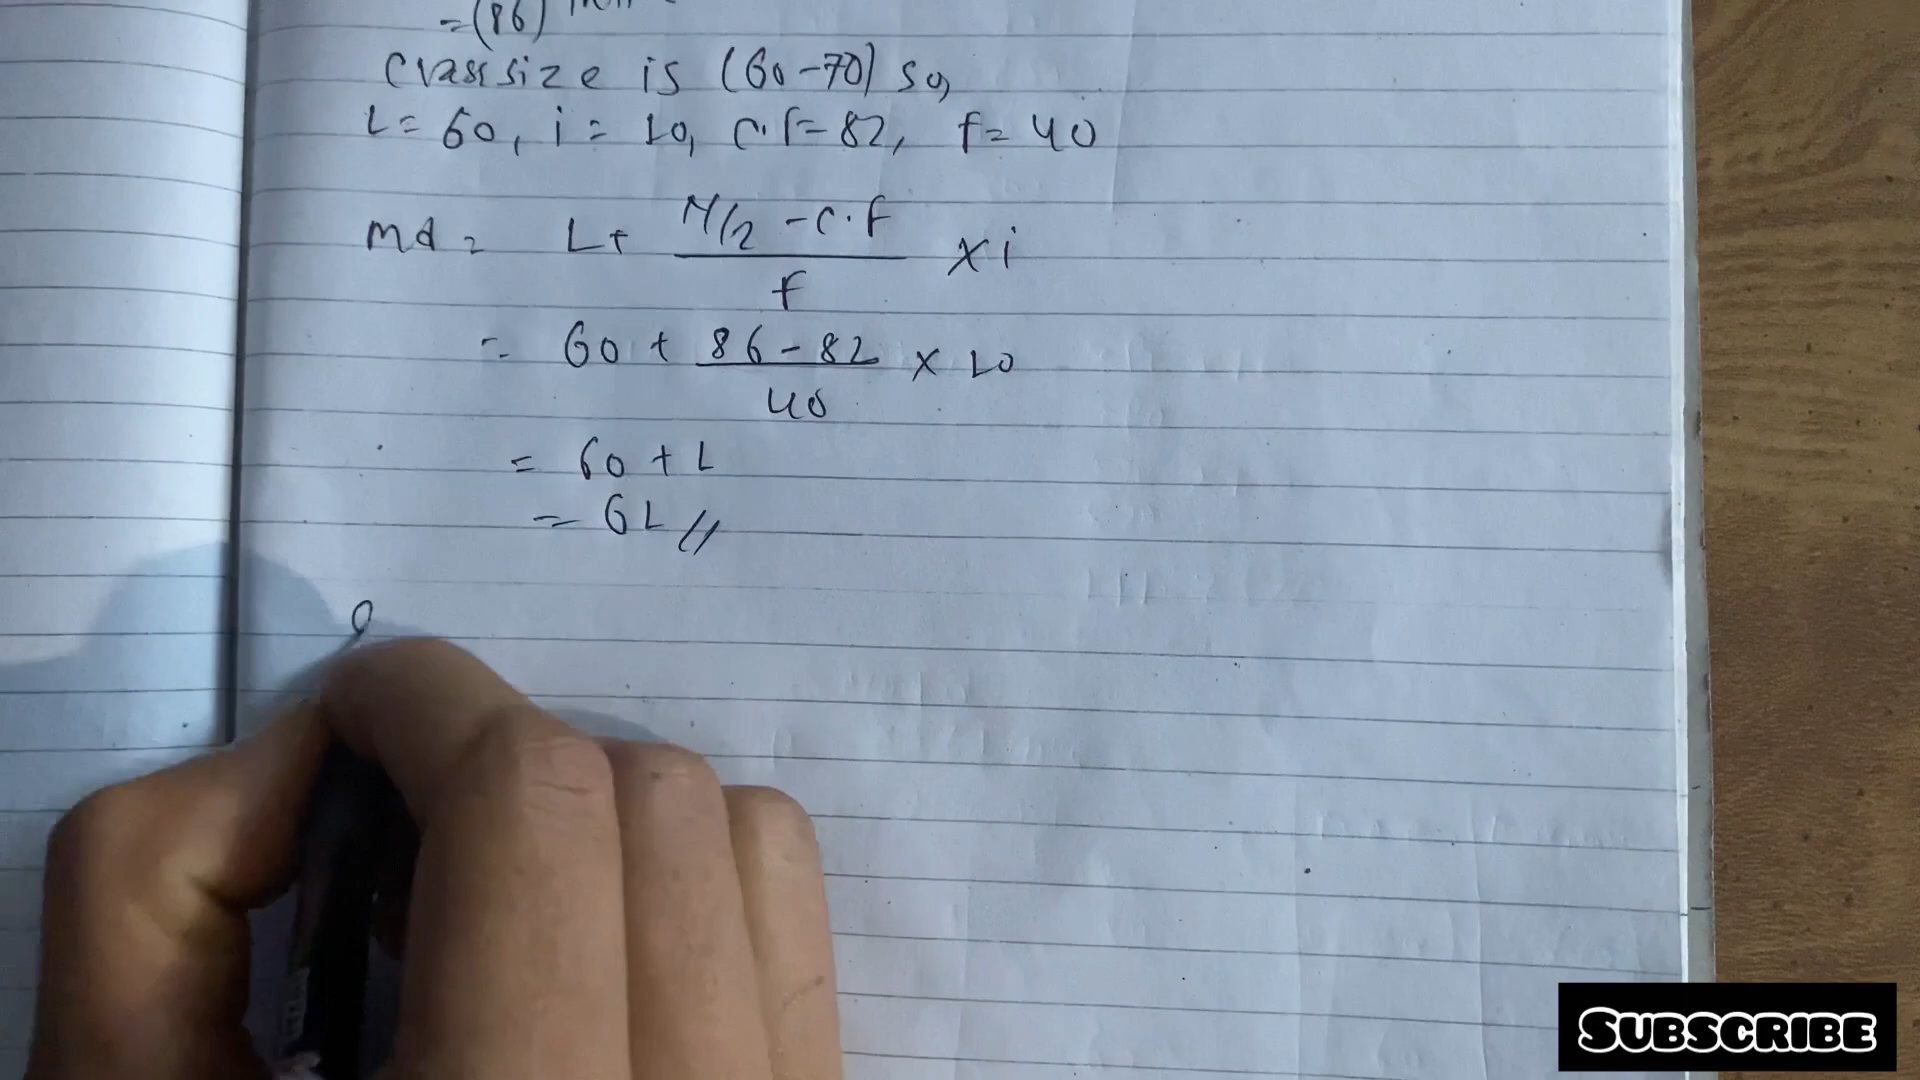 =(86)
Class size is (60-70) so,
L= 60, i = 10, C.f= 82, f= 40
Md = L+ N/2 - C.f / f × i
= 60 + 86-82 / 40 × 10
= 60 + 1
= 61 //
SUBSCRIBE